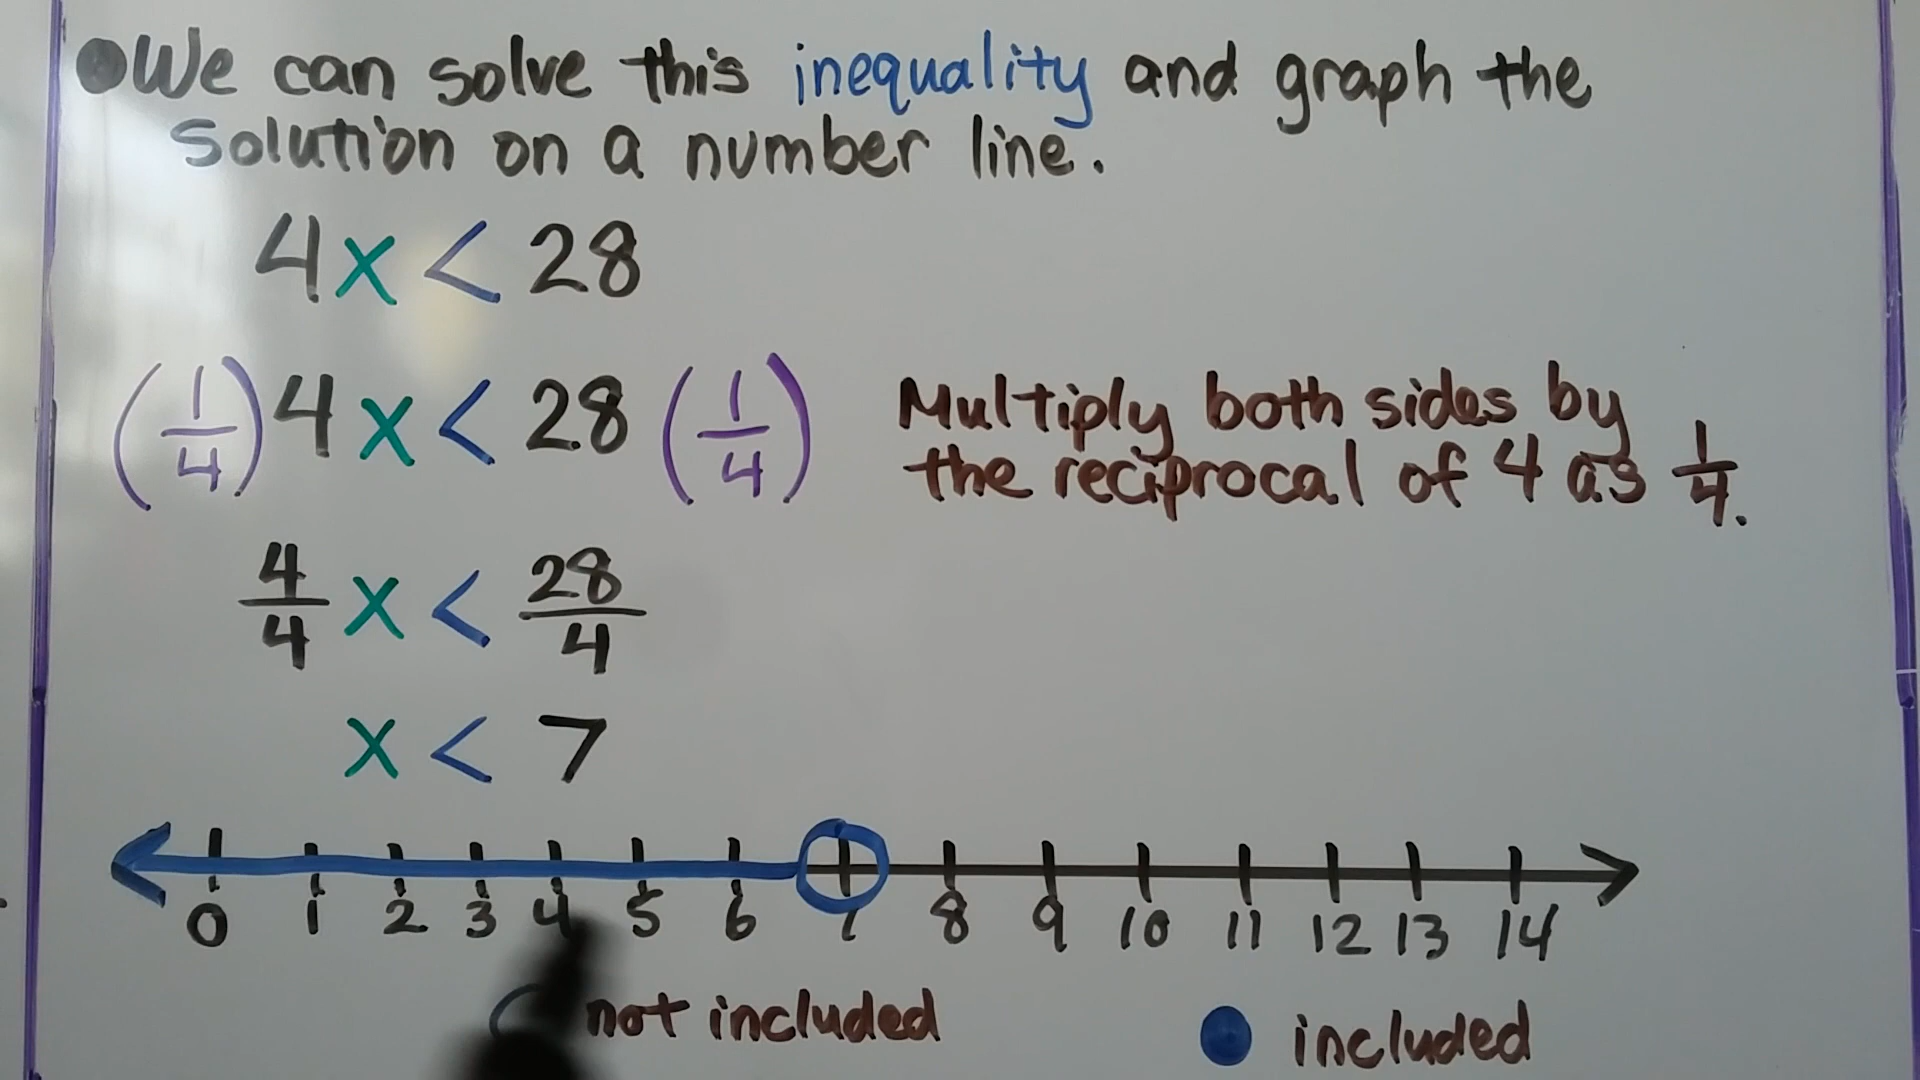 We can solve this inequality and graph the
solution on a number line.
4x < 28
(1/4) 4x < 28 (1/4)
Multiply both sides by
the reciprocal of 4 as 1/4.
4/4 x < 28/4
x < 7
0 1 2 3 4 5 6 7 8 9 10 11 12 13 14
not included
included